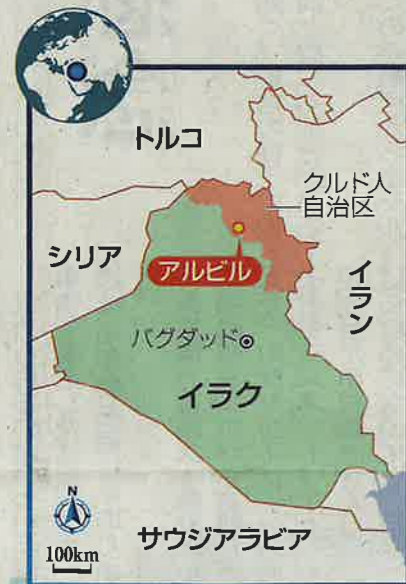 トルコ
クルド人
自治区
シリア
アルビル
イラン
バグダッド
イラク
N
サウジアラビア
100km